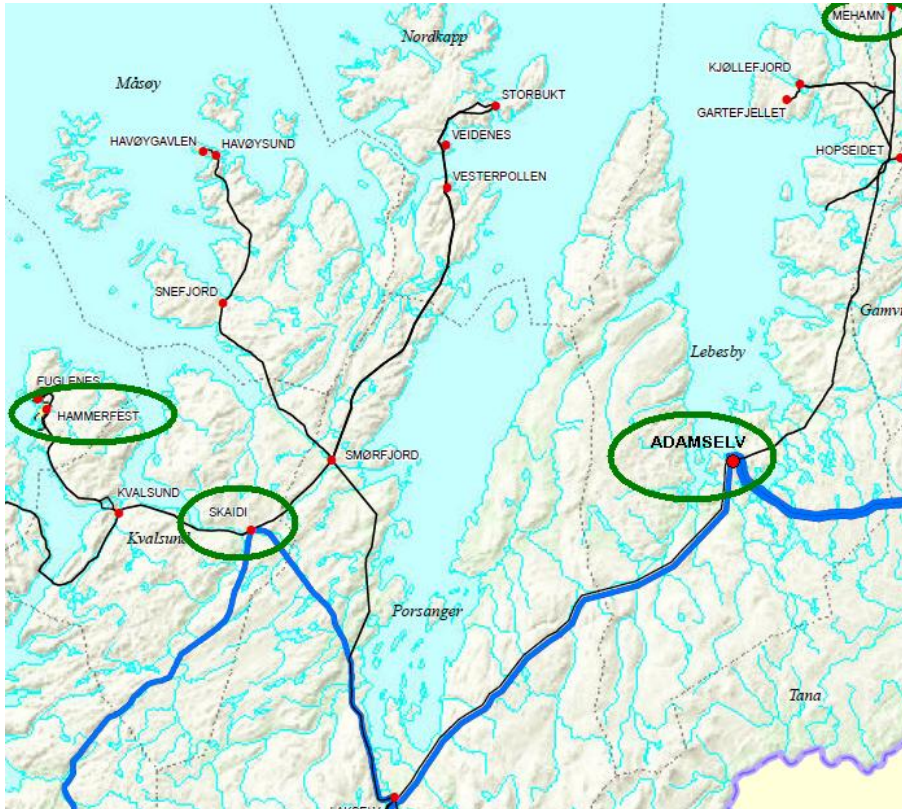 MEHAMN
Nordkapp
KJØLLEFJORD
Måsøy
STORBUKT
GARTEFJELLET
HAVØYGAVLEN
HAVØYSUND
VEIDENES
HOPSEIDET
VESTERPOLLEN
SNEFJORD
Lebesby
FUGLENES
HAMMERFEST
ADAMSELV
SMØRFJORD
KVALSUND
SKAIDI
Kvalsund
Porsanger
Tana